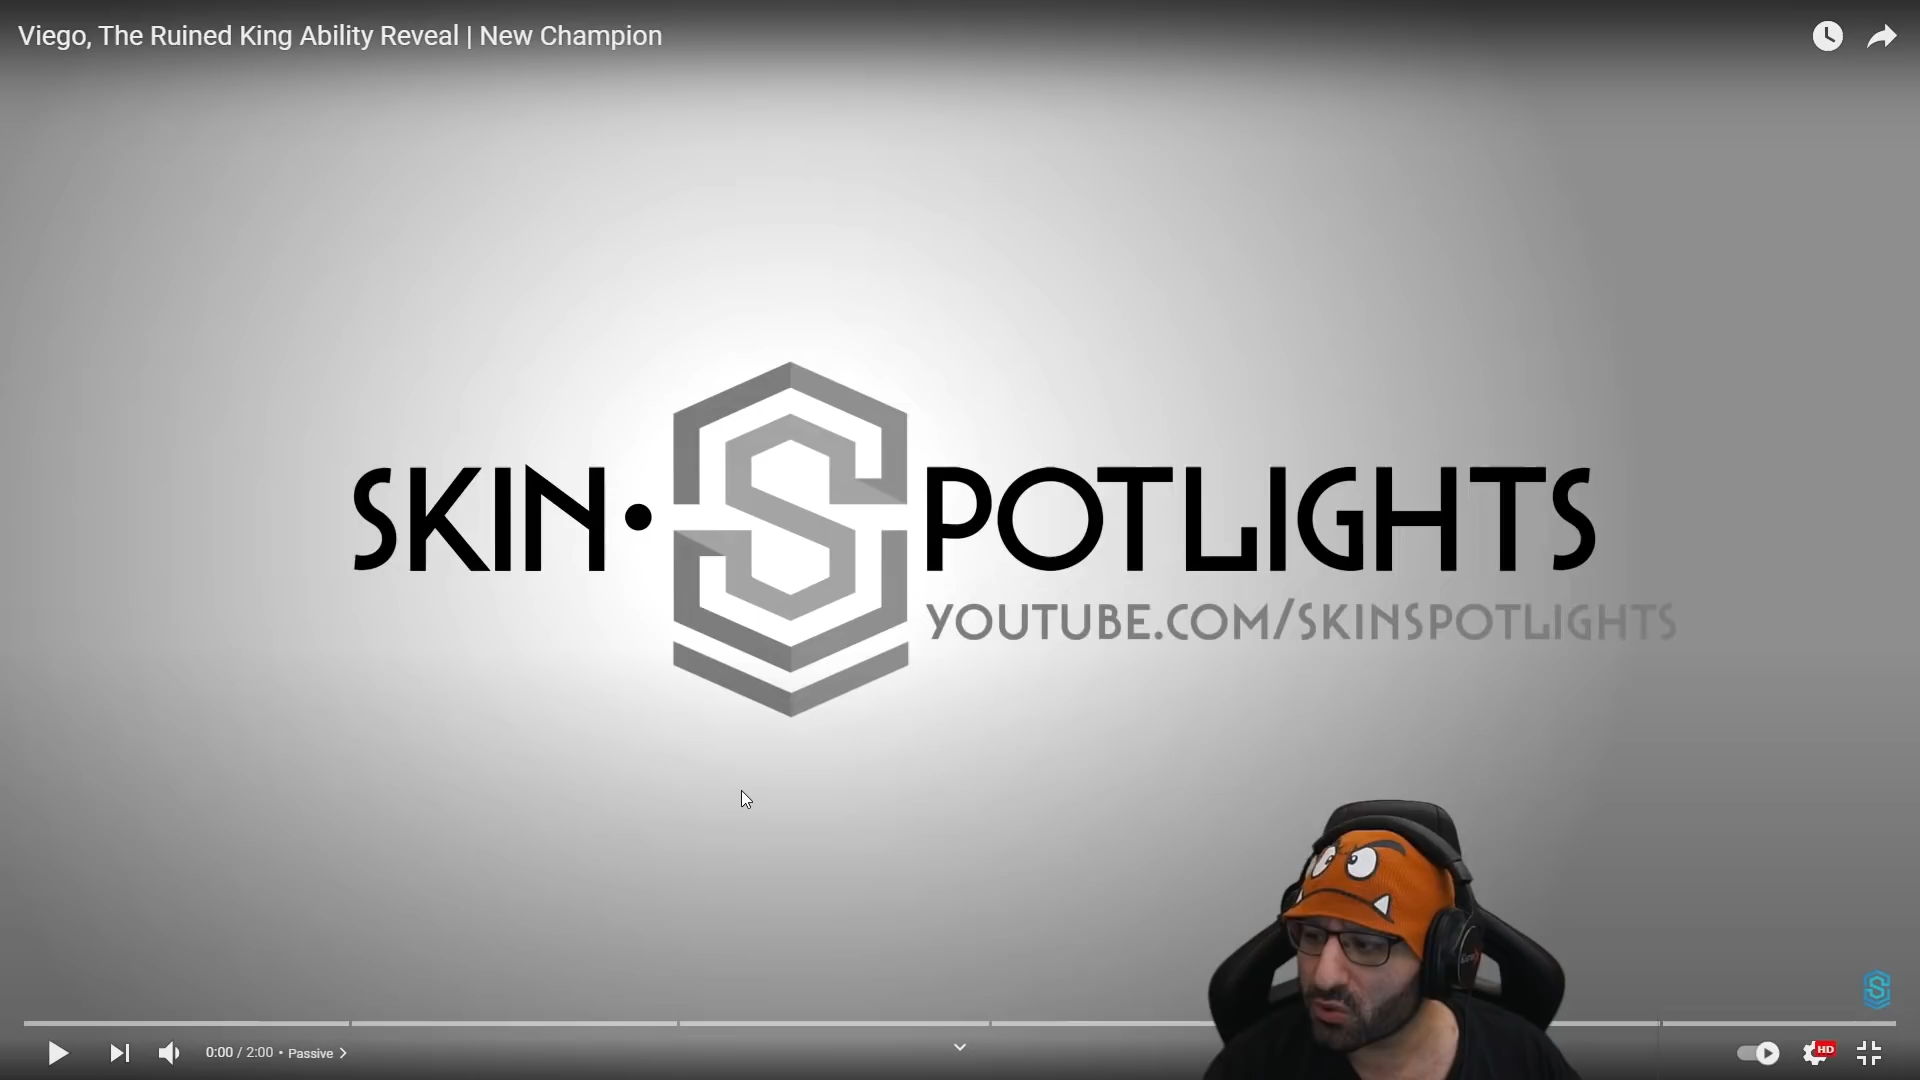 Viego, The Ruined King Ability Reveal | New Champion
SKIN•SPOTLIGHTS
YOUTUBE.COM/SKINSPOTLIGHTS
0:00 / 2:00 • Passive
HD